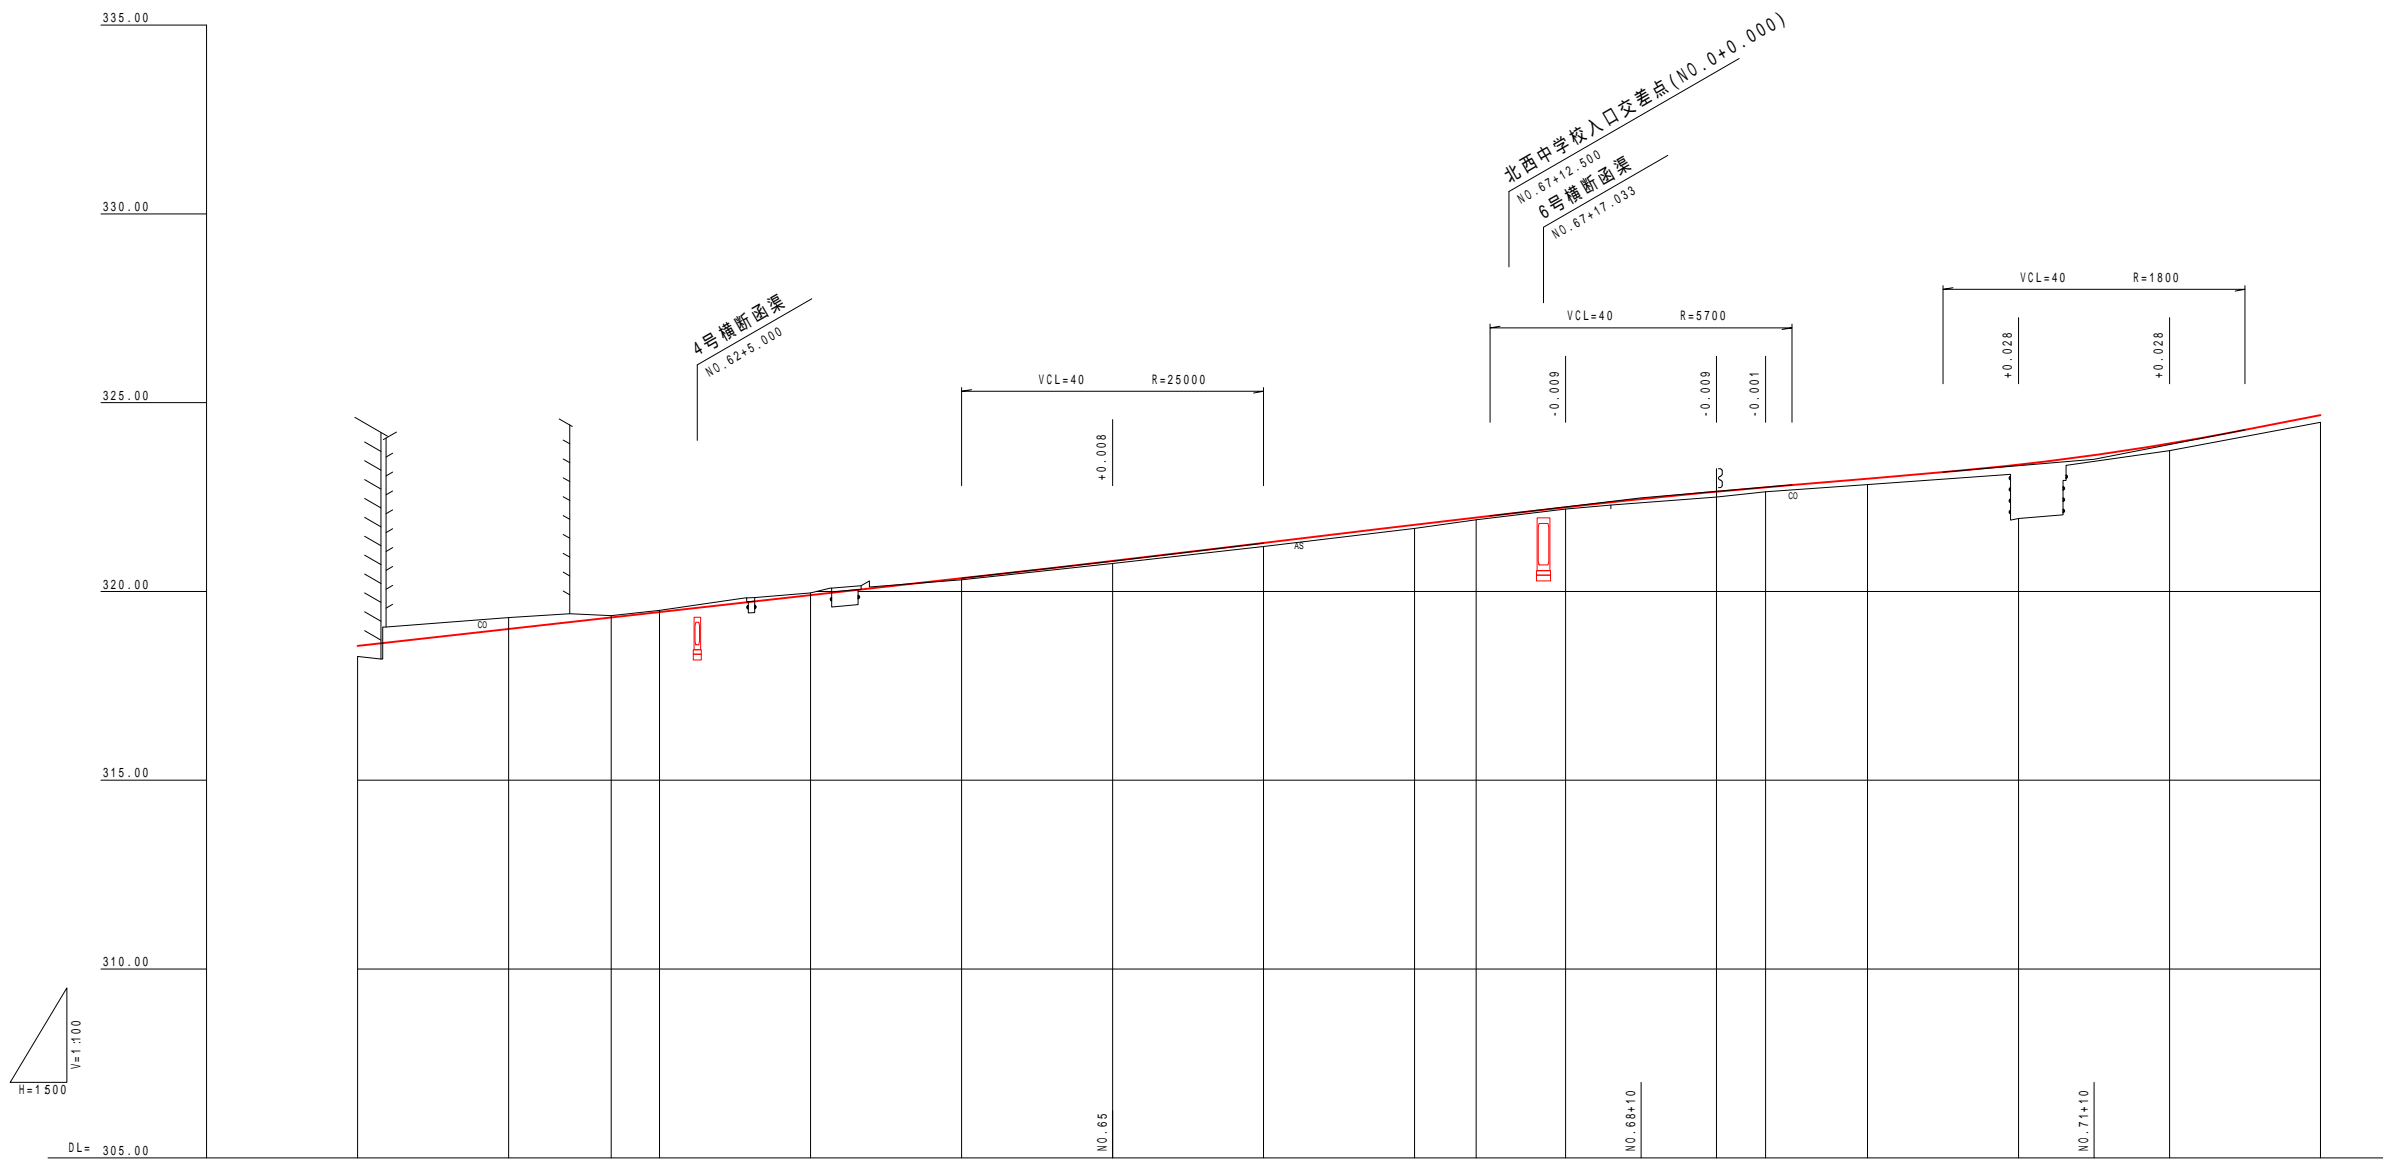 335.00
330.00
325.00
320.00
315.00
310.00
DL= 305.00
V=1:100
H=1:500
4号横断函渠
NO.62+5.000
北西中学校入口交差点(NO.0+0.000)
NO.67+12.500
6号横断函渠
NO.67+17.033
VCL=40 R=25000
+0.008
VCL=40 R=5700
-0.009
-0.009
-0.001
VCL=40 R=1800
+0.028
+0.028
CO
AS
CO
NO.65
NO.68+10
NO.71+10